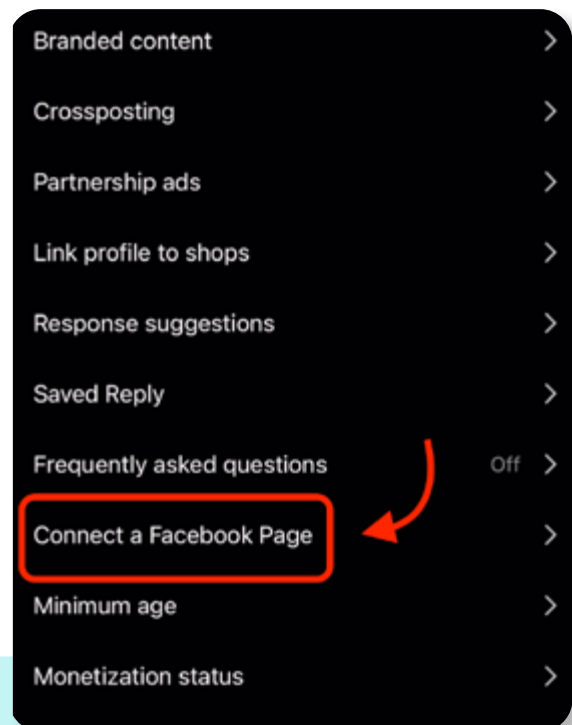 Branded content
Crossposting
Partnership ads
Link profile to shops
Response suggestions
Saved Reply
Frequently asked questions Off
Connect a Facebook Page
Minimum age
Monetization status